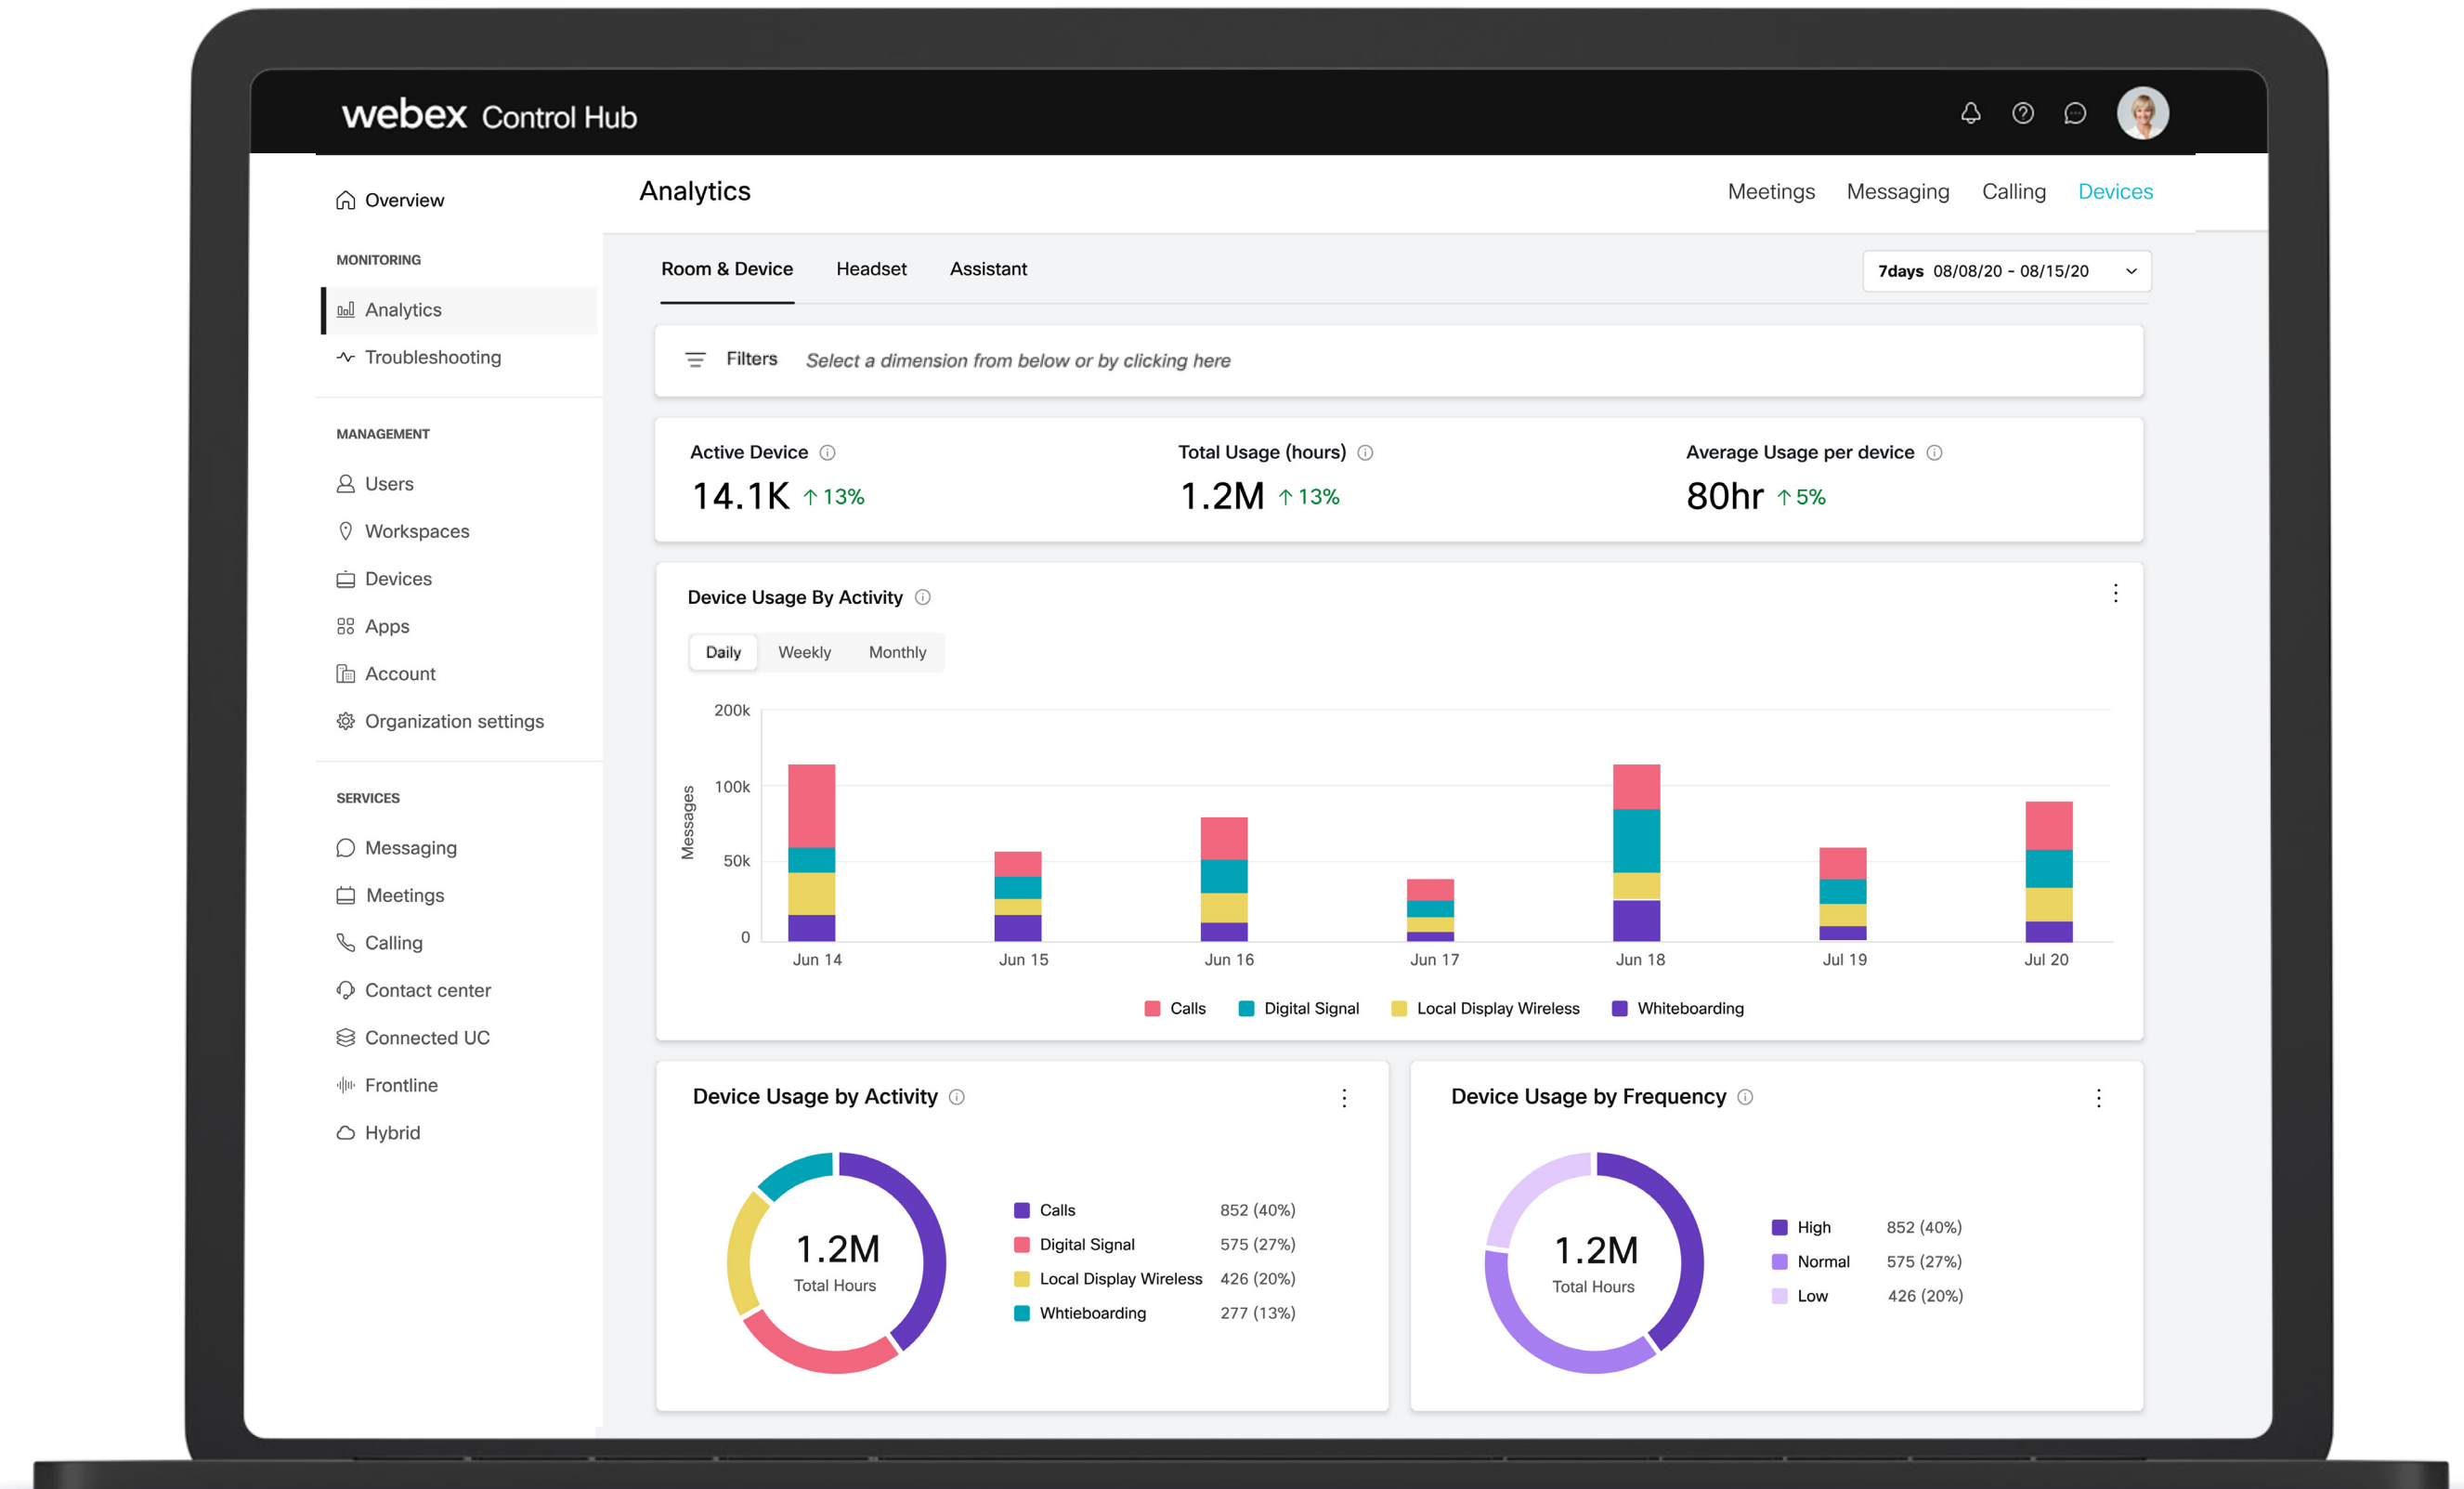 webex Control Hub
Overview
MONITORING
Analytics
Troubleshooting
MANAGEMENT
Users
Workspaces
Devices
Apps
Account
Organization settings
SERVICES
Messaging
Meetings
Calling
Contact center
Connected UC
Frontline
Hybrid
Analytics
Meetings Messaging Calling Devices
Room & Device Headset Assistant
7days 08/08/20 - 08/15/20
Filters Select a dimension from below or by clicking here
Active Device
14.1K ↑ 13%
Total Usage (hours)
1.2M ↑ 13%
Average Usage per device
80hr ↑ 5%
Device Usage By Activity
Daily Weekly Monthly
Messages
200k
100k
50k
0
Jun 14 Jun 15 Jun 16 Jun 17 Jun 18 Jul 19 Jul 20
Calls Digital Signal Local Display Wireless Whiteboarding
Device Usage by Activity
1.2M
Total Hours
Calls 852 (40%)
Digital Signal 575 (27%)
Local Display Wireless 426 (20%)
Whtieboarding 277 (13%)
Device Usage by Frequency
1.2M
Total Hours
High 852 (40%)
Normal 575 (27%)
Low 426 (20%)